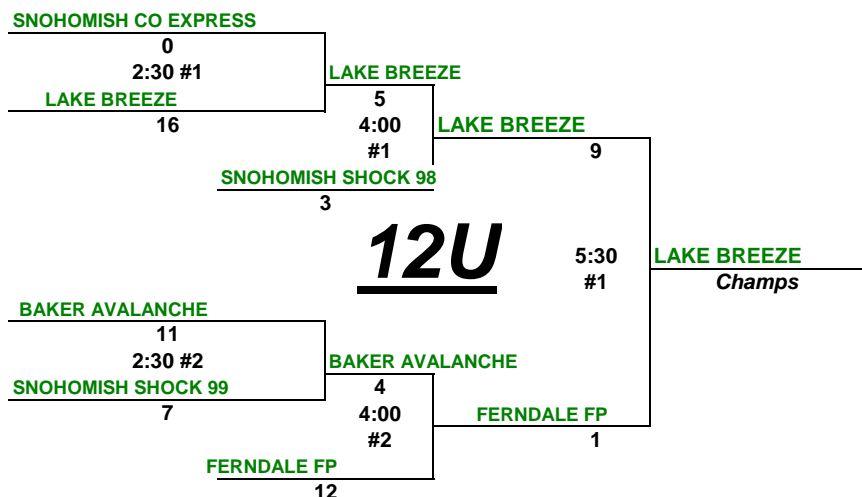 SNOHOMISH CO EXPRESS
0
2:30 #1
LAKE BREEZE
LAKE BREEZE
16
5
4:00
#1
LAKE BREEZE
9
SNOHOMISH SHOCK 98
3
12U
5:30
#1
LAKE BREEZE
Champs
BAKER AVALANCHE
11
2:30 #2
BAKER AVALANCHE
SNOHOMISH SHOCK 99
7
4
4:00
#2
FERNDALE FP
1
FERNDALE FP
12